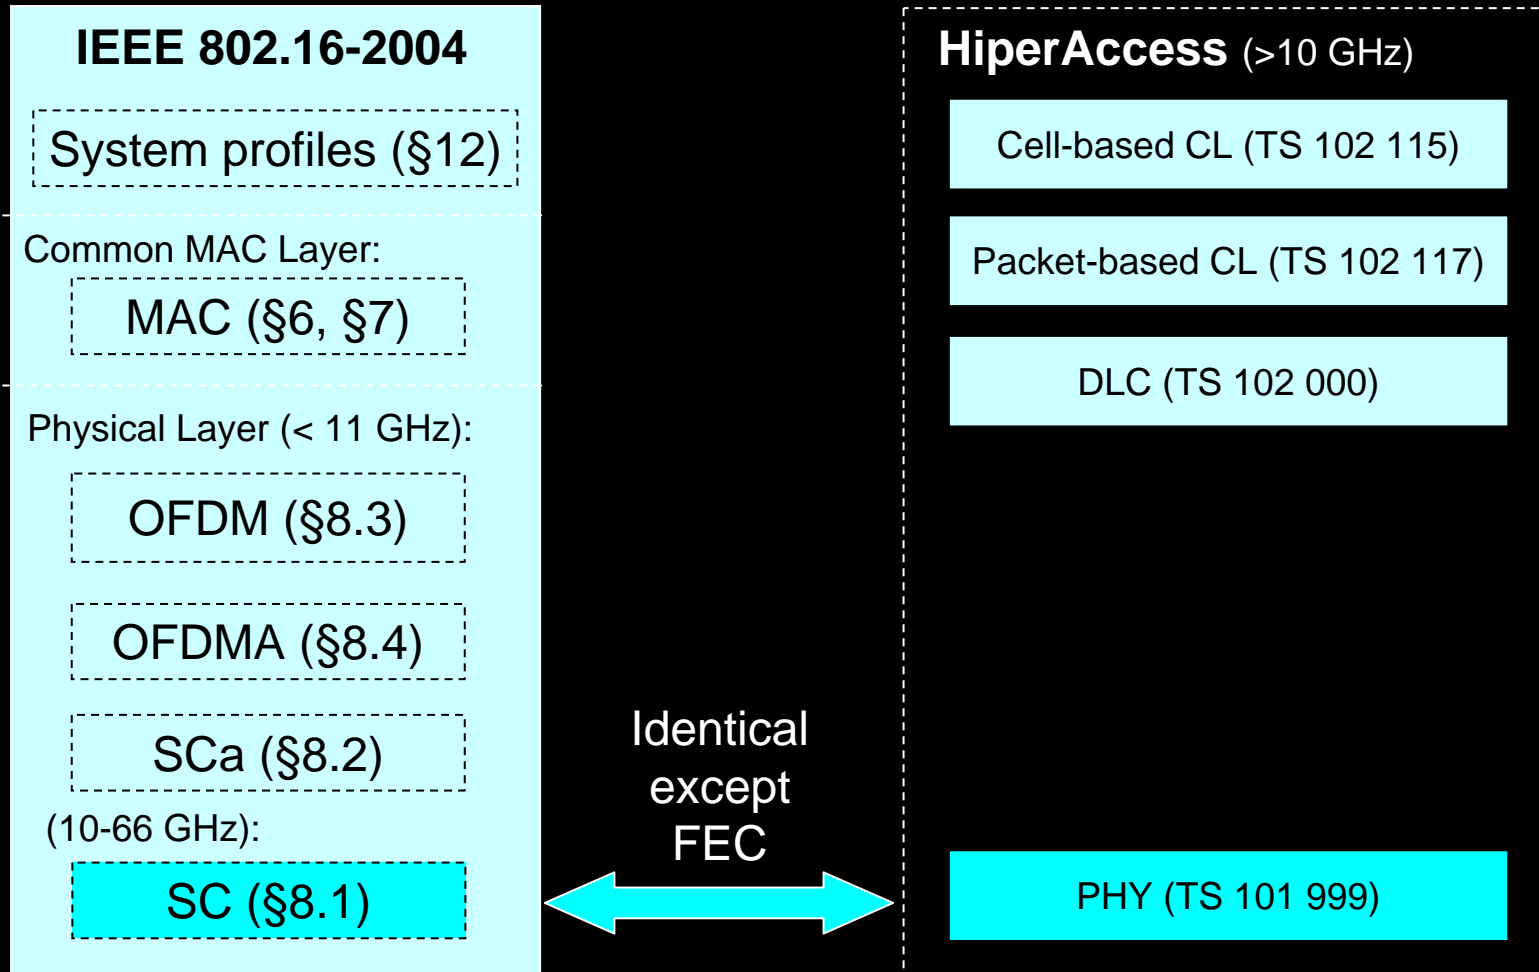 IEEE 802.16-2004
System profiles (§12)
Common MAC Layer:
MAC (§6, §7)
Physical Layer (< 11 GHz):
OFDM (§8.3)
OFDMA (§8.4)
SCa (§8.2)
(10-66 GHz):
SC (§8.1)
Identical
except
FEC
HiperAccess (>10 GHz)
Cell-based CL (TS 102 115)
Packet-based CL (TS 102 117)
DLC (TS 102 000)
PHY (TS 101 999)